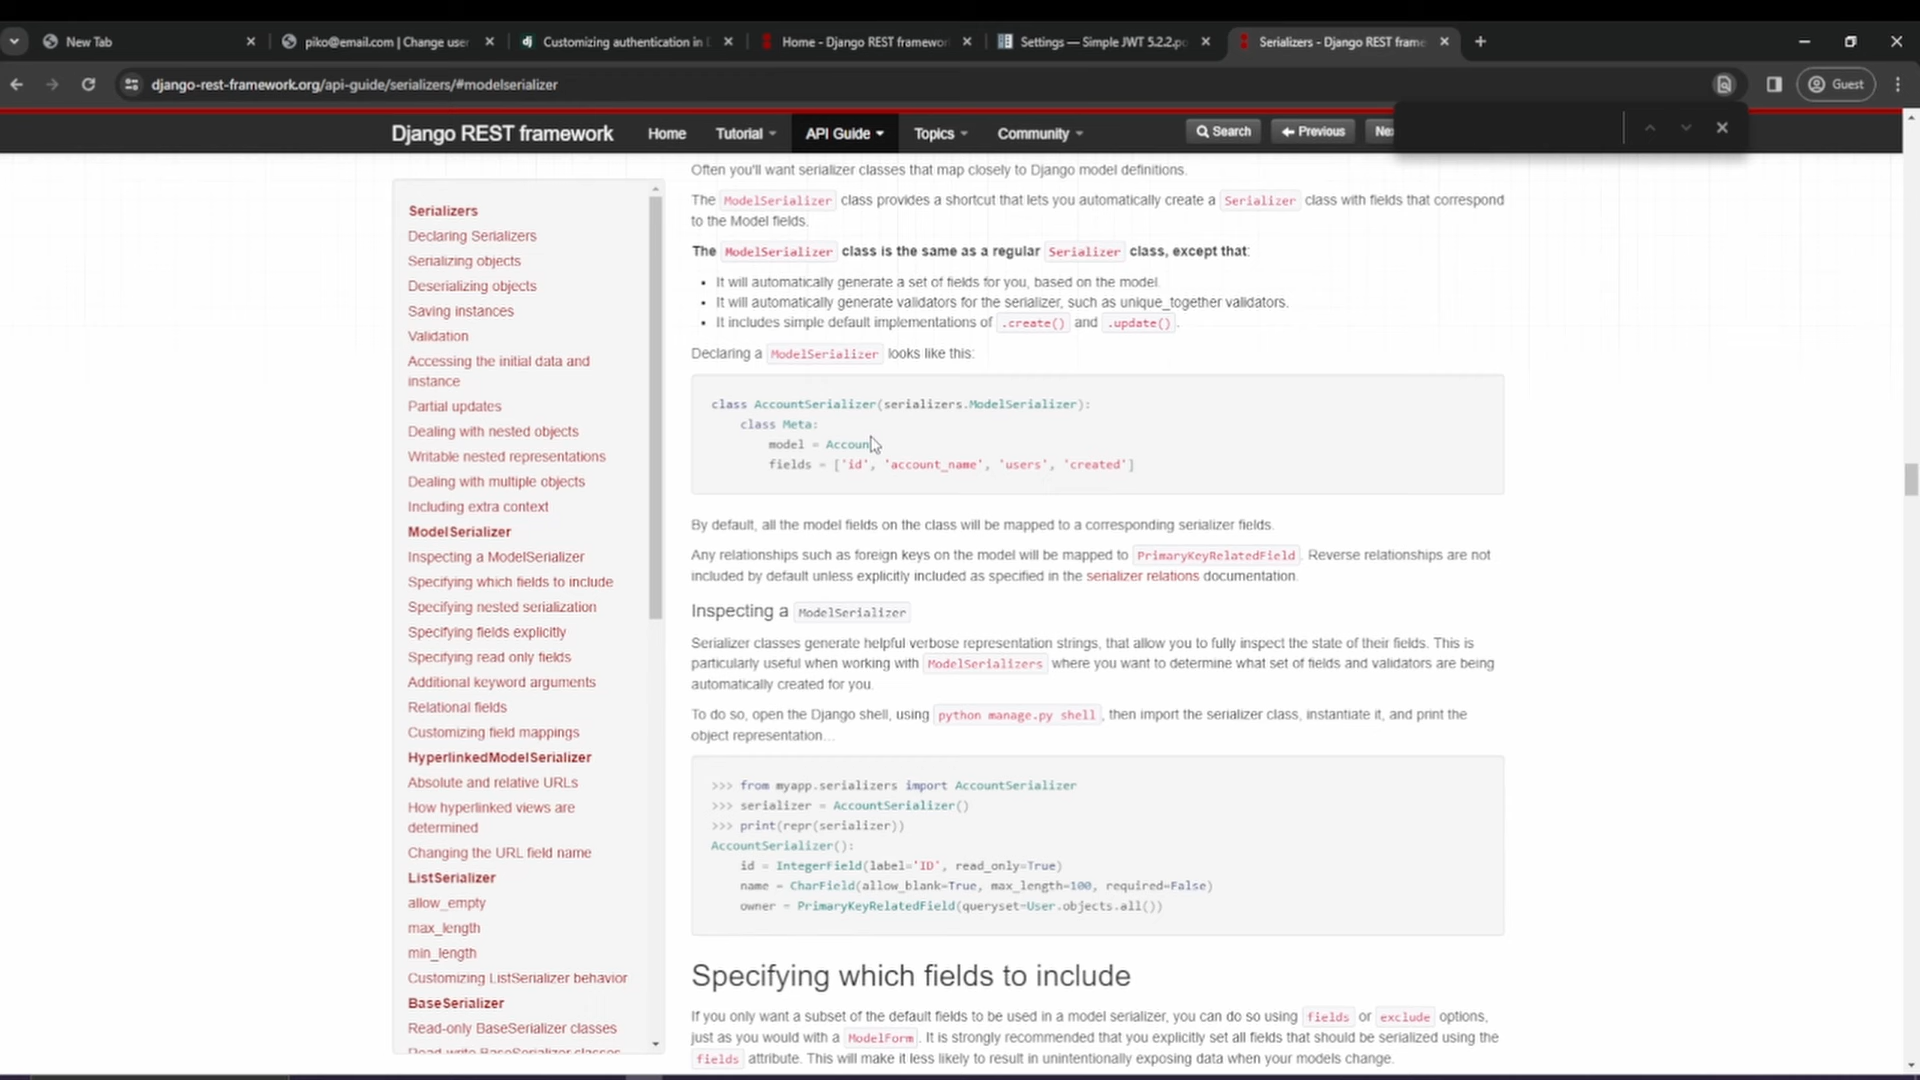 New Tab
piko@email.com | Change user
dj Customizing authentication in
Home - Django REST framewor
Settings — Simple JWT 5.2.2.po
Serializers - Django REST frame
django-rest-framework.org/api-guide/serializers/#modelserializer
Guest
Django REST framework
Home
Tutorial
API Guide
Topics
Community
Search
Previous
Nex
Serializers
Declaring Serializers
Serializing objects
Deserializing objects
Saving instances
Validation
Accessing the initial data and
instance
Partial updates
Dealing with nested objects
Writable nested representations
Dealing with multiple objects
Including extra context
ModelSerializer
Inspecting a ModelSerializer
Specifying which fields to include
Specifying nested serialization
Specifying fields explicitly
Specifying read only fields
Additional keyword arguments
Relational fields
Customizing field mappings
HyperlinkedModelSerializer
Absolute and relative URLs
How hyperlinked views are
determined
Changing the URL field name
ListSerializer
allow_empty
max_length
min_length
Customizing ListSerializer behavior
BaseSerializer
Read-only BaseSerializer classes
Read-write BaseSerializer classes
Often you'll want serializer classes that map closely to Django model definitions.
The ModelSerializer class provides a shortcut that lets you automatically create a Serializer class with fields that correspond
to the Model fields.
The ModelSerializer class is the same as a regular Serializer class, except that:
• It will automatically generate a set of fields for you, based on the model.
• It will automatically generate validators for the serializer, such as unique_together validators.
• It includes simple default implementations of .create() and .update().
Declaring a ModelSerializer looks like this:
class AccountSerializer(serializers.ModelSerializer):
class Meta:
model = Account
fields = ['id', 'account_name', 'users', 'created']
By default, all the model fields on the class will be mapped to a corresponding serializer fields.
Any relationships such as foreign keys on the model will be mapped to PrimaryKeyRelatedField. Reverse relationships are not
included by default unless explicitly included as specified in the serializer relations documentation.
Inspecting a ModelSerializer
Serializer classes generate helpful verbose representation strings, that allow you to fully inspect the state of their fields. This is
particularly useful when working with ModelSerializers where you want to determine what set of fields and validators are being
automatically created for you.
To do so, open the Django shell, using python manage.py shell, then import the serializer class, instantiate it, and print the
object representation…
>>> from myapp.serializers import AccountSerializer
>>> serializer = AccountSerializer()
>>> print(repr(serializer))
AccountSerializer():
id = IntegerField(label='ID', read_only=True)
name = CharField(allow_blank=True, max_length=100, required=False)
owner = PrimaryKeyRelatedField(queryset=User.objects.all())
Specifying which fields to include
If you only want a subset of the default fields to be used in a model serializer, you can do so using fields or exclude options,
just as you would with a ModelForm. It is strongly recommended that you explicitly set all fields that should be serialized using the
fields attribute. This will make it less likely to result in unintentionally exposing data when your models change.